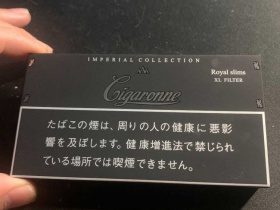 IMPERIAL COLLECTION
Cigaronne
Royal slims
XL FILTER
たばこの煙は、周りの人の健康に悪影
響を及ぼします。健康増進法で禁じられ
ている場所では喫煙できません。